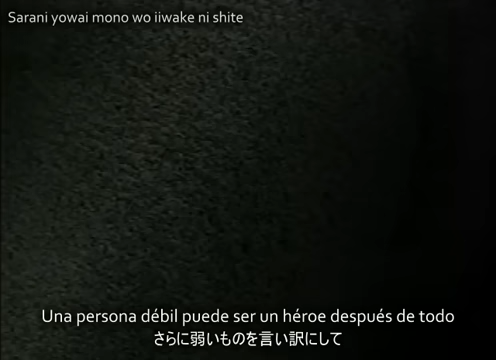 Sarani yowai mono wo iiwake ni shite
Una persona débil puede ser un héroe después de todo
さらに弱いものを言い訳にして